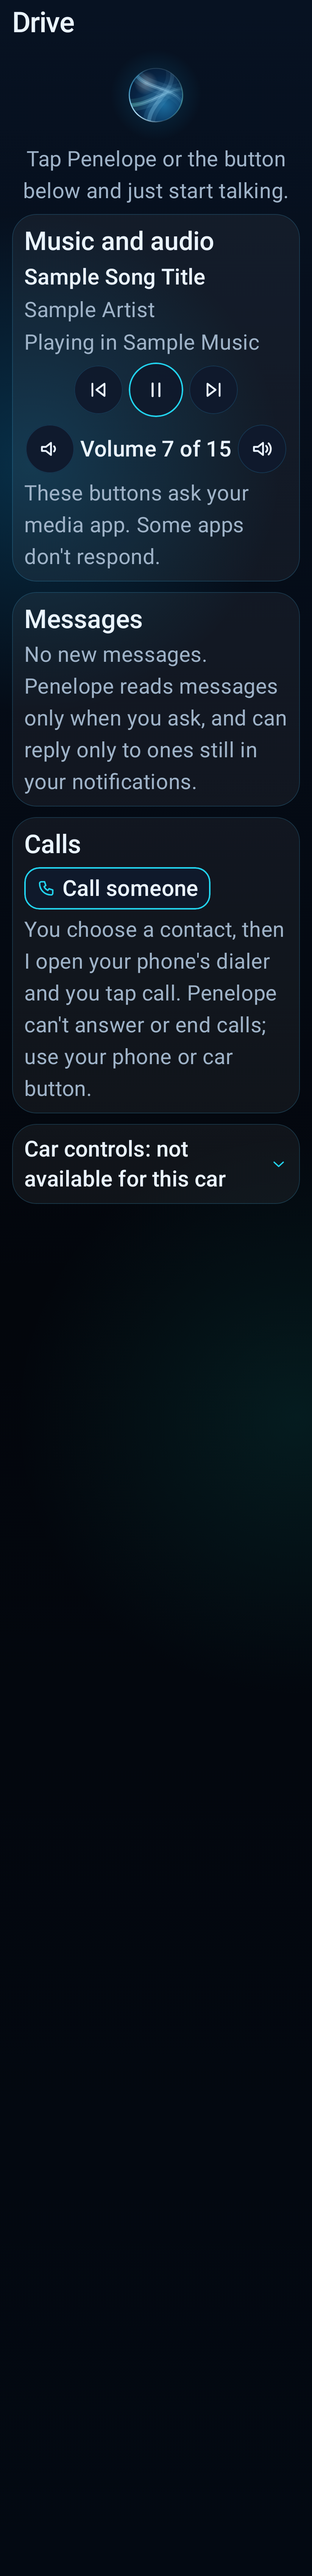 Drive
Tap Penelope or the button
below and just start talking.
Music and audio
Sample Song Title
Sample Artist
Playing in Sample Music
Volume 7 of 15
These buttons ask your
media app. Some apps
don't respond.
Messages
No new messages.
Penelope reads messages
only when you ask, and can
reply only to ones still in
your notifications.
Calls
Call someone
You choose a contact, then
I open your phone's dialer
and you tap call. Penelope
can't answer or end calls;
use your phone or car
button.
Car controls: not
available for this car